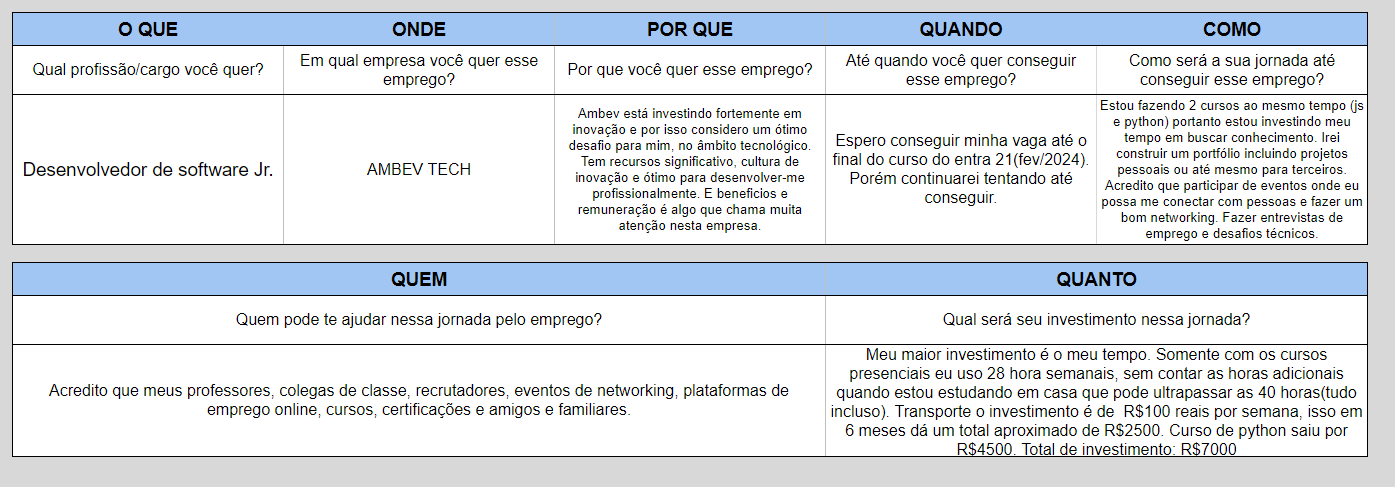 O QUE
ONDE
POR QUE
QUANDO
COMO
Qual profissão/cargo você quer?
Em qual empresa você quer esse
emprego?
Por que você quer esse emprego?
Até quando você quer conseguir
esse emprego?
Como será a sua jornada até
conseguir esse emprego?
Desenvolvedor de software Jr.
AMBEV TECH
Ambev está investindo fortemente em
inovação e por isso considero um ótimo
desafio para mim, no âmbito tecnológico.
Tem recursos significativo, cultura de
inovação e ótimo para desenvolver-me
profissionalmente. E beneficios e
remuneração é algo que chama muita
atenção nesta empresa.
Espero conseguir minha vaga até o
final do curso do entra 21(fev/2024).
Porém continuarei tentando até
conseguir.
Estou fazendo 2 cursos ao mesmo tempo (js
e python) portanto estou investindo meu
tempo em buscar conhecimento. Irei
construir um portfólio incluindo projetos
pessoais ou até mesmo para terceiros.
Acredito que participar de eventos onde eu
possa me conectar com pessoas e fazer um
bom networking. Fazer entrevistas de
emprego e desafios técnicos.
QUEM
QUANTO
Quem pode te ajudar nessa jornada pelo emprego?
Qual será seu investimento nessa jornada?
Acredito que meus professores, colegas de classe, recrutadores, eventos de networking, plataformas de
emprego online, cursos, certificações e amigos e familiares.
Meu maior investimento é o meu tempo. Somente com os cursos
presenciais eu uso 28 hora semanais, sem contar as horas adicionais
quando estou estudando em casa que pode ultrapassar as 40 horas(tudo
incluso). Transporte o investimento é de R$100 reais por semana, isso em
6 meses dá um total aproximado de R$2500. Curso de python saiu por
R$4500. Total de investimento: R$7000